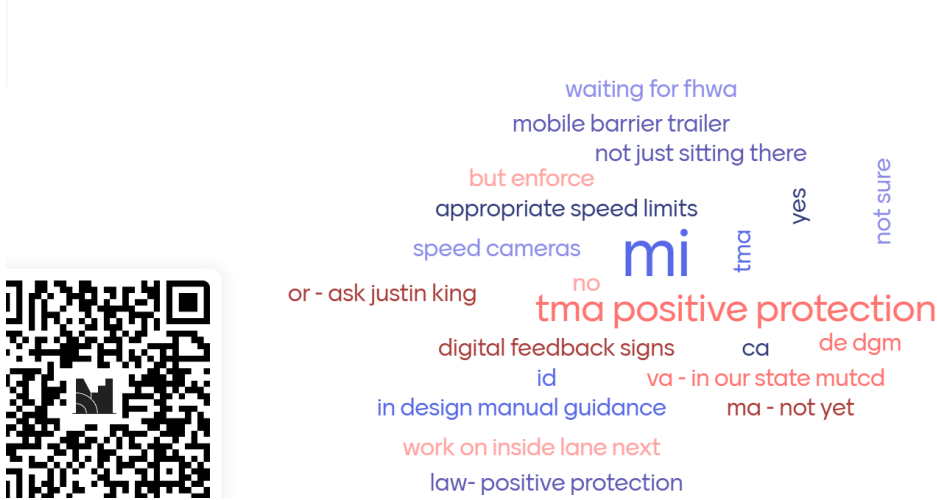 waiting for fhwa
mobile barrier trailer
not just sitting there
but enforce
not sure
yes
appropriate speed limits
speed cameras
mi
tma
no
or - ask justin king
tma positive protection
digital feedback signs
ca
de dgm
id
va - in our state mutcd
in design manual guidance
ma - not yet
work on inside lane next
law- positive protection